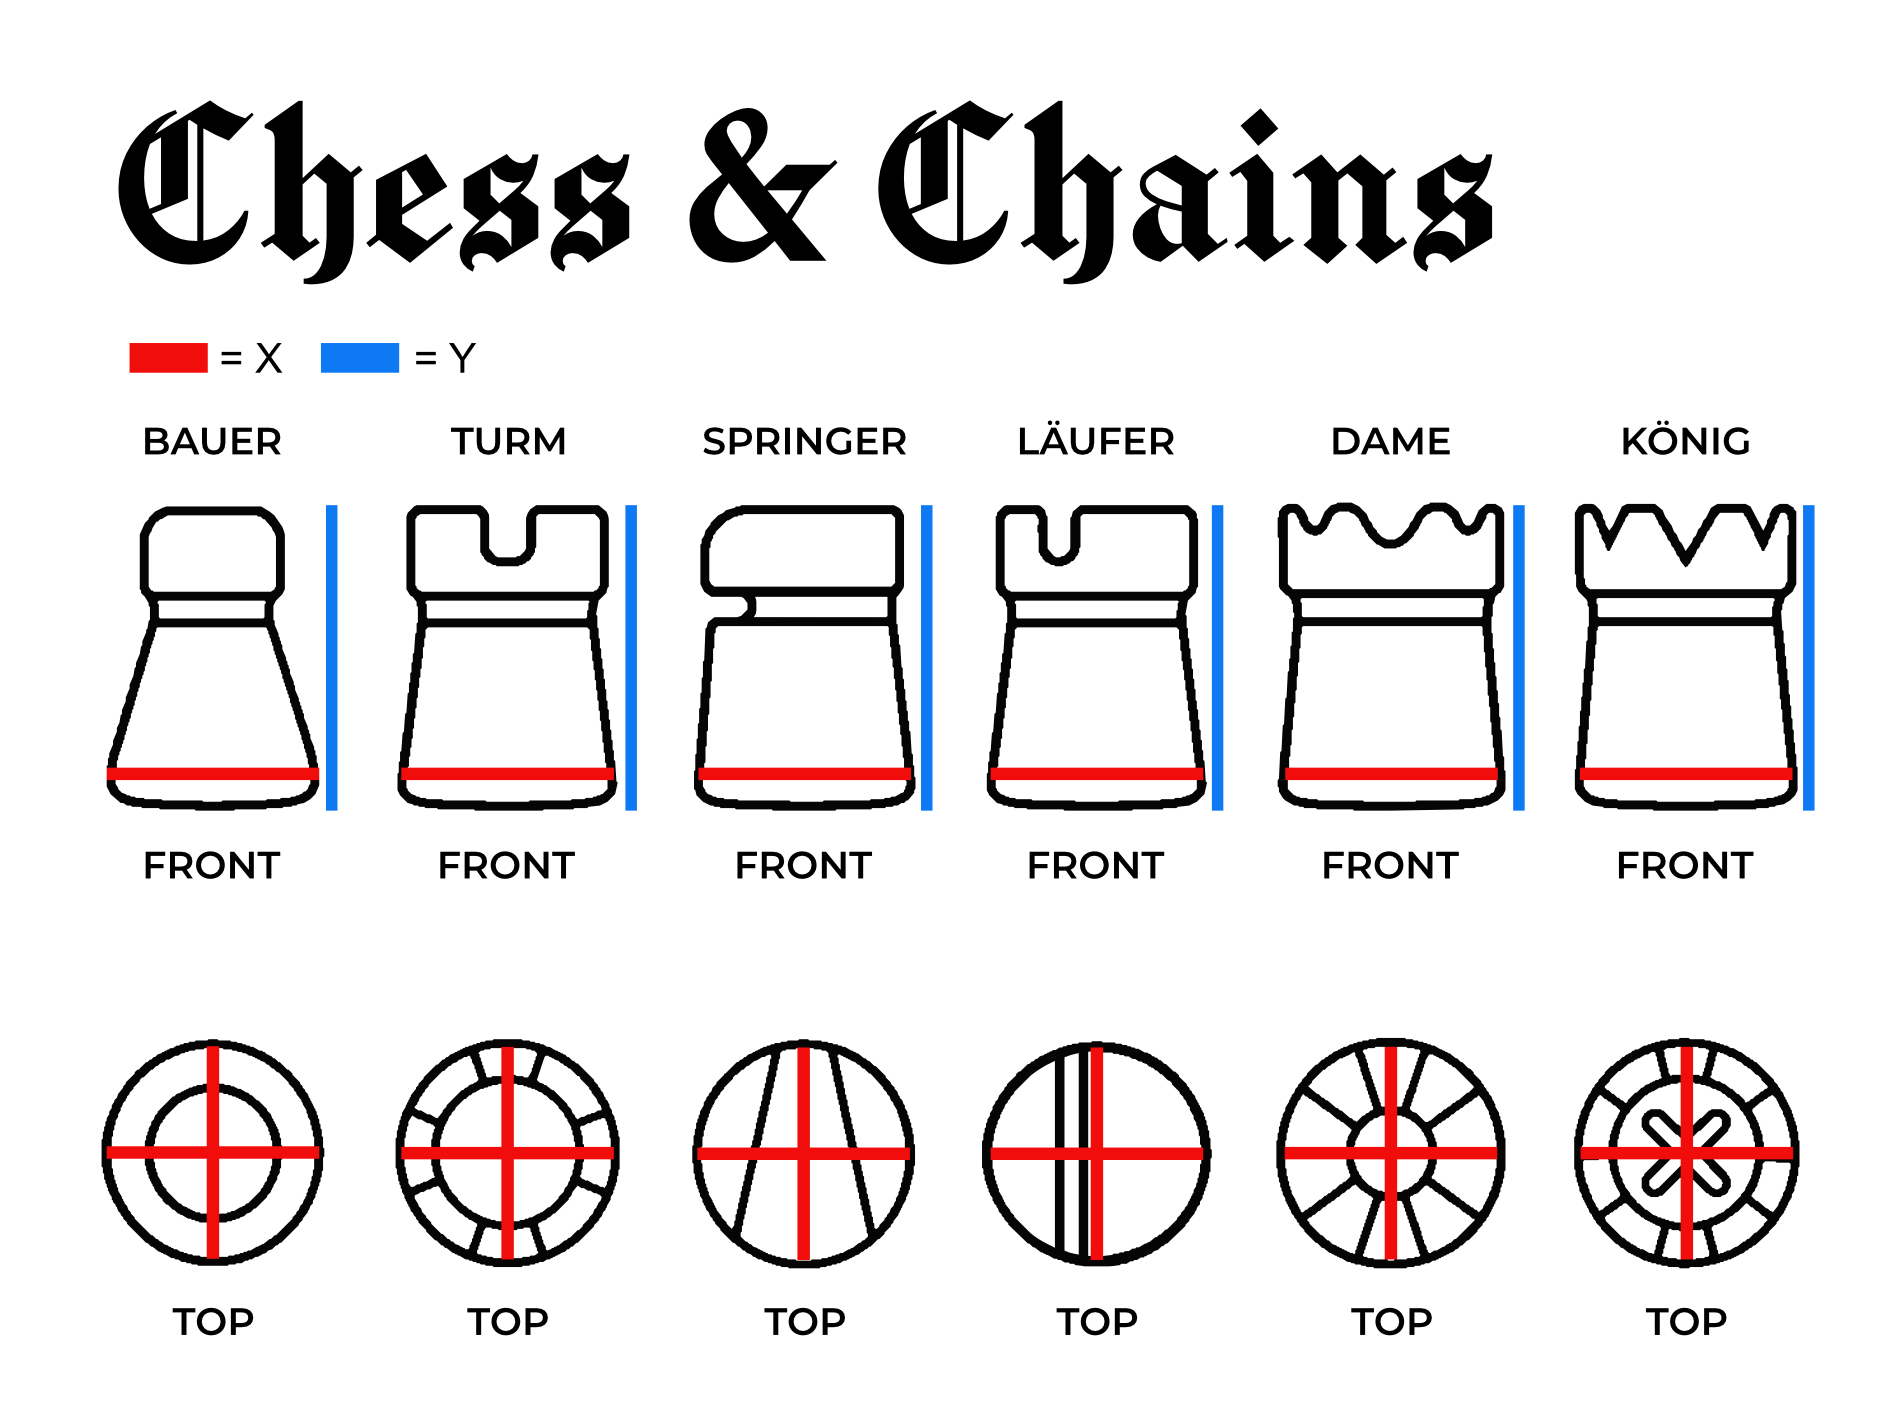 Chess & Chains
= X = Y
BAUER TURM SPRINGER LÄUFER DAME KÖNIG
FRONT FRONT FRONT FRONT FRONT FRONT
TOP TOP TOP TOP TOP TOP